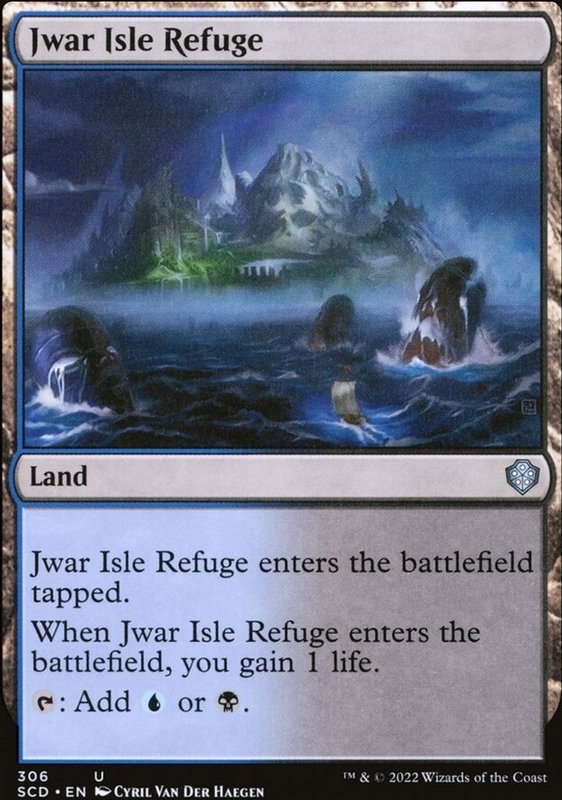 Jwar Isle Refuge
Land
Jwar Isle Refuge enters the battlefield
tapped.
When Jwar Isle Refuge enters the
battlefield, you gain 1 life.
: Add or .
306 U
SCD • EN Cyril Van Der Haegen
™ & © 2022 Wizards of the Coast